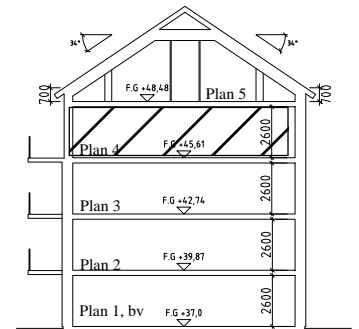 34° 34°
700 F.G +48,48 Plan 5 700
2600
Plan 4 F.G +45,61
2600
Plan 3 F.G +42,74
2600
Plan 2 F.G +39,87
2600
Plan 1, bv F.G +37,0